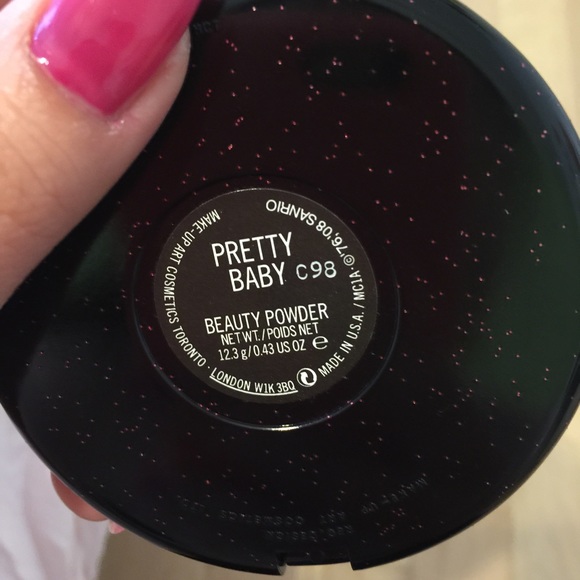 PRETTY
BABY C98
BEAUTY POWDER
NET WT./POIDS NET
12.3 g/0.43 US OZ e
MAKE-UP ART COSMETICS TORONTO · LONDON W1K 3BQ
MADE IN U.S.A. / MC1A. ©'76,'08 SANRIO